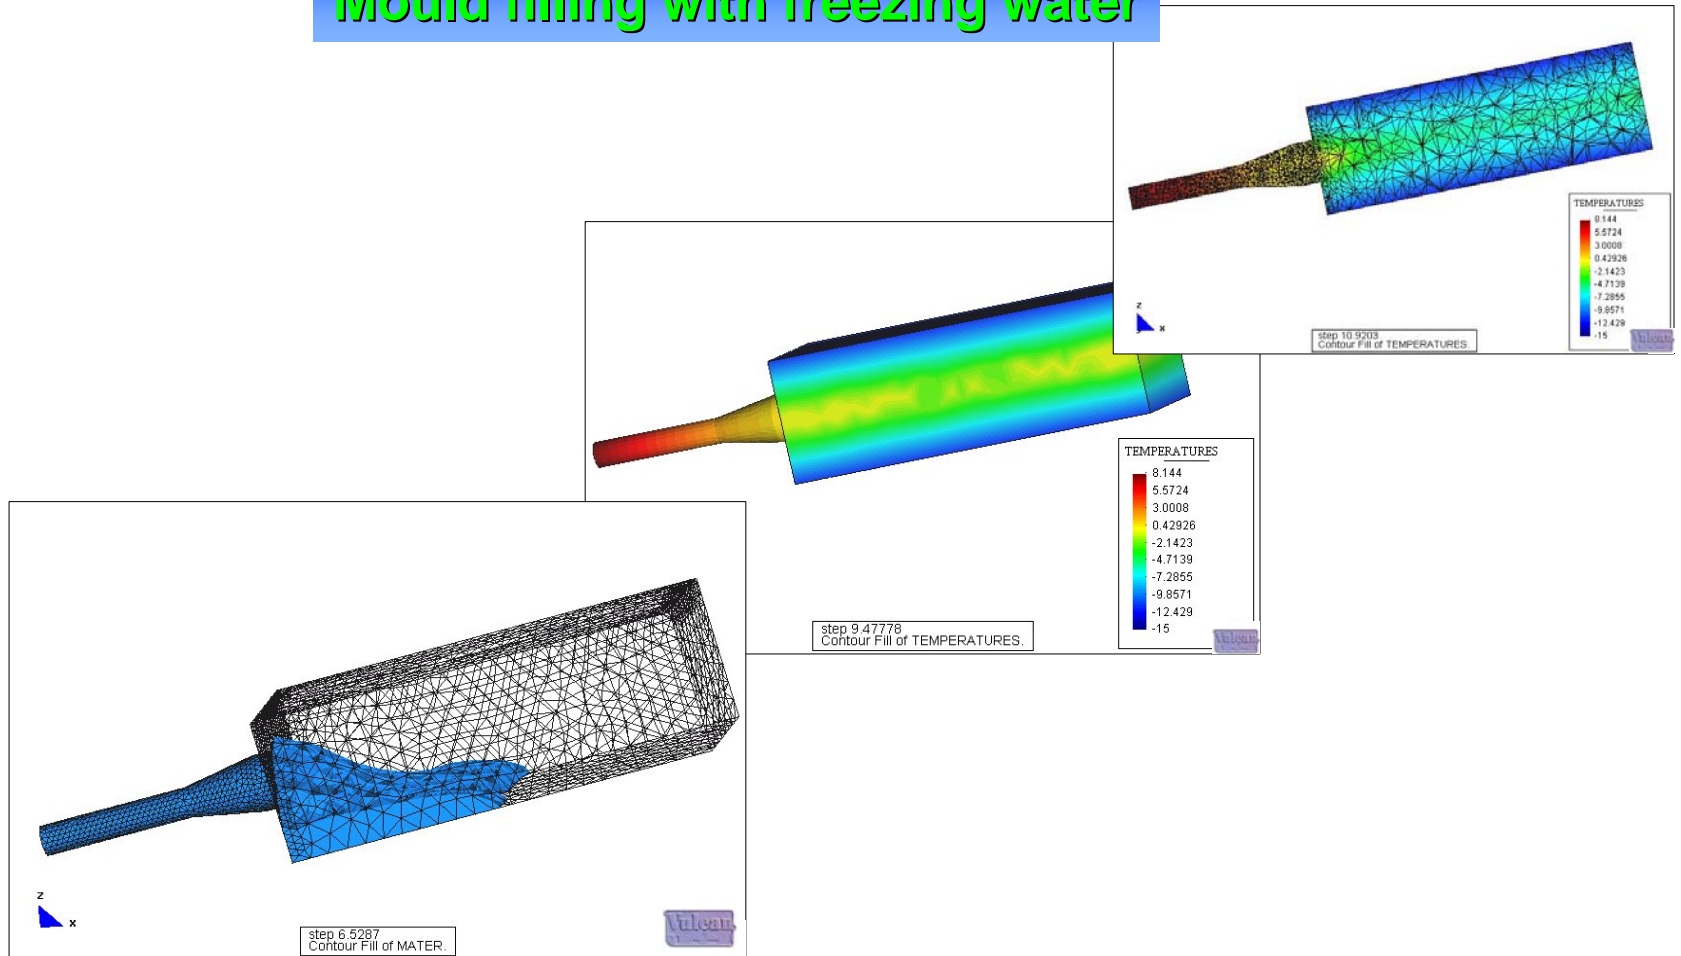 Mould filling with freezing water
TEMPERATURES
8.144
5.5724
3.0008
0.42926
-2.1423
-4.7139
-7.2855
-9.8571
-12.429
-15
z
x
step 10.9203
Contour Fill of TEMPERATURES.
Vulcan
TEMPERATURES
8.144
5.5724
3.0008
0.42926
-2.1423
-4.7139
-7.2855
-9.8571
-12.429
-15
step 9.47778
Contour Fill of TEMPERATURES.
Vulcan
z
x
step 6.5287
Contour Fill of MATER.
Vulcan